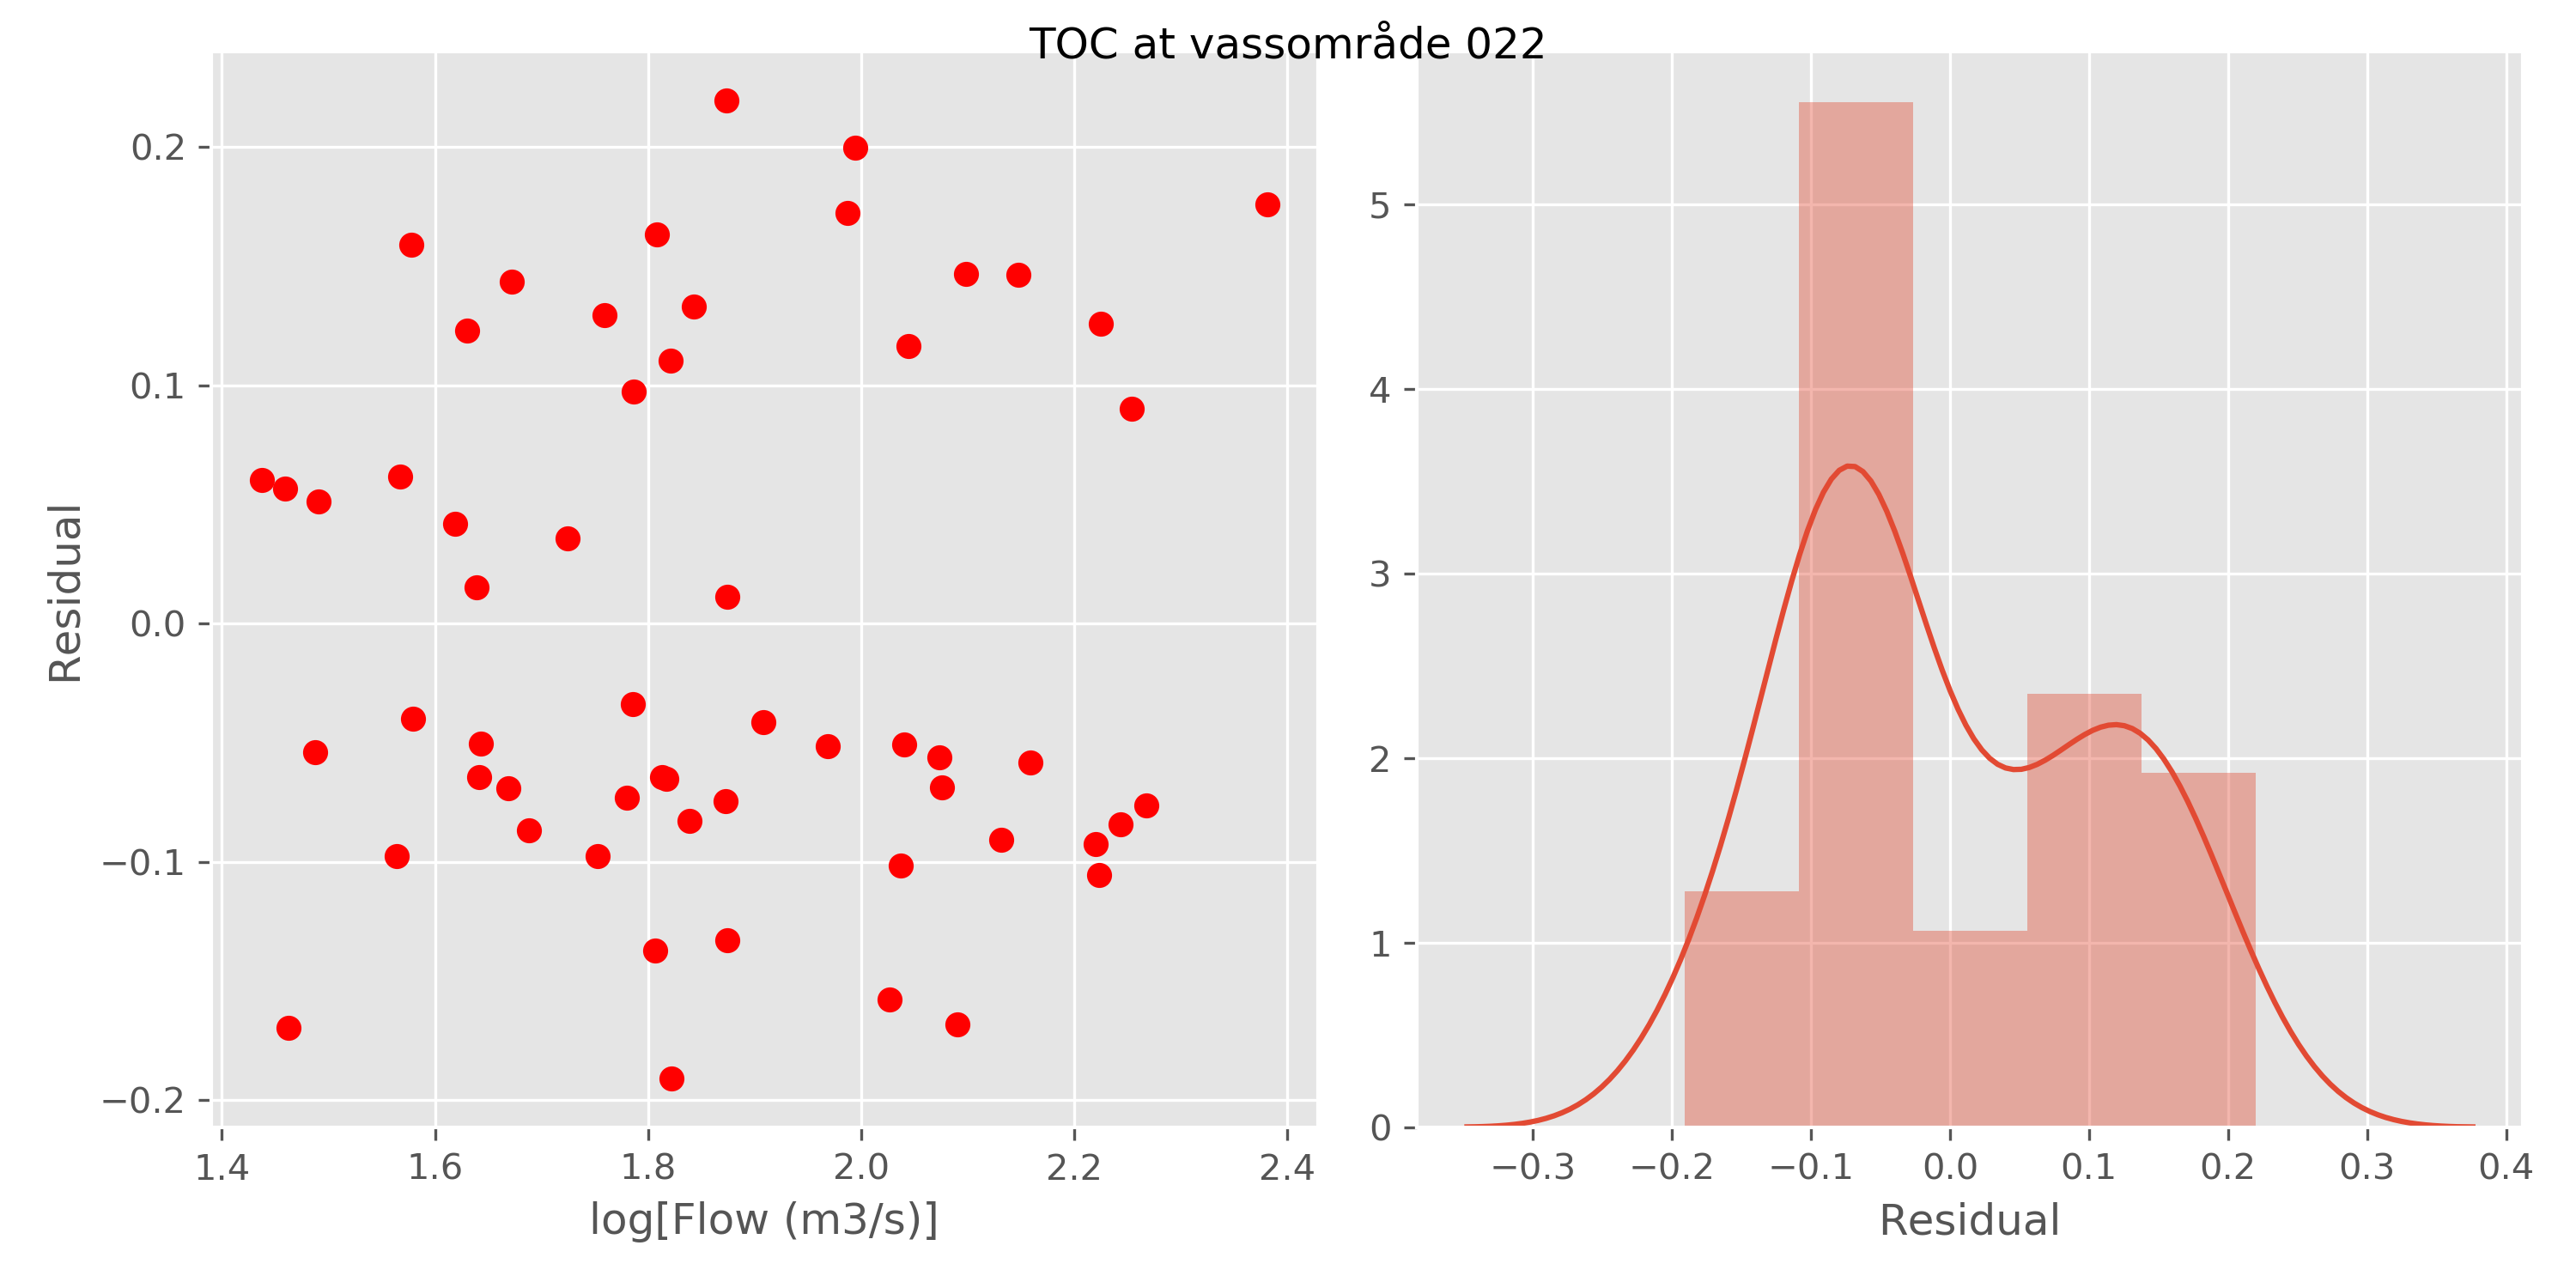 TOC at vassområde 022
Residual
0.2
0.1
0.0
−0.1
−0.2
1.4 1.6 1.8 2.0 2.2 2.4
log[Flow (m3/s)]
5
4
3
2
1
0
−0.3 −0.2 −0.1 0.0 0.1 0.2 0.3 0.4
Residual